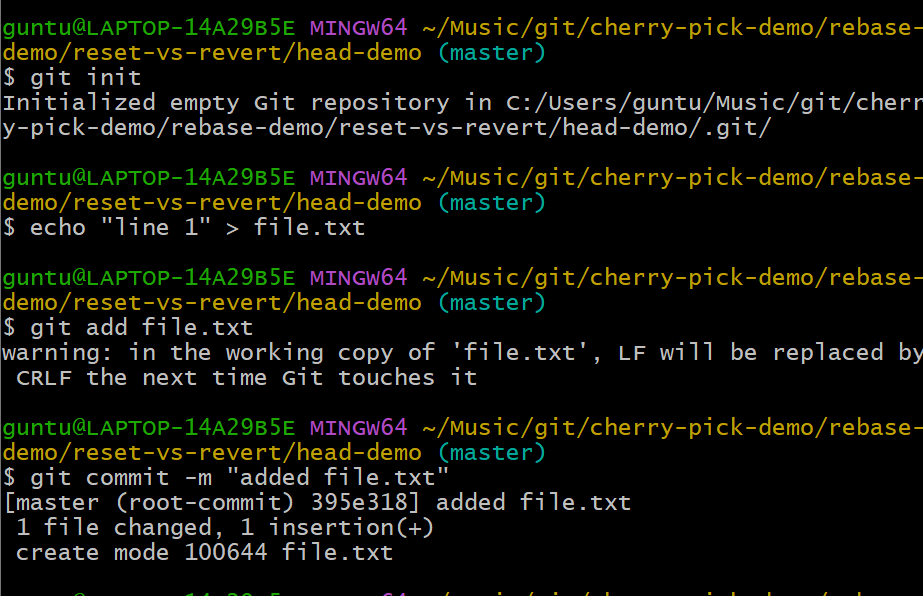 guntu@LAPTOP-14A29B5E MINGW64 ~/Music/git/cherry-pick-demo/rebase-
demo/reset-vs-revert/head-demo (master)
$ git init
Initialized empty Git repository in C:/Users/guntu/Music/git/cherr
y-pick-demo/rebase-demo/reset-vs-revert/head-demo/.git/
guntu@LAPTOP-14A29B5E MINGW64 ~/Music/git/cherry-pick-demo/rebase-
demo/reset-vs-revert/head-demo (master)
$ echo "line 1" > file.txt
guntu@LAPTOP-14A29B5E MINGW64 ~/Music/git/cherry-pick-demo/rebase-
demo/reset-vs-revert/head-demo (master)
$ git add file.txt
warning: in the working copy of 'file.txt', LF will be replaced by
CRLF the next time Git touches it
guntu@LAPTOP-14A29B5E MINGW64 ~/Music/git/cherry-pick-demo/rebase-
demo/reset-vs-revert/head-demo (master)
$ git commit -m "added file.txt"
[master (root-commit) 395e318] added file.txt
1 file changed, 1 insertion(+)
create mode 100644 file.txt